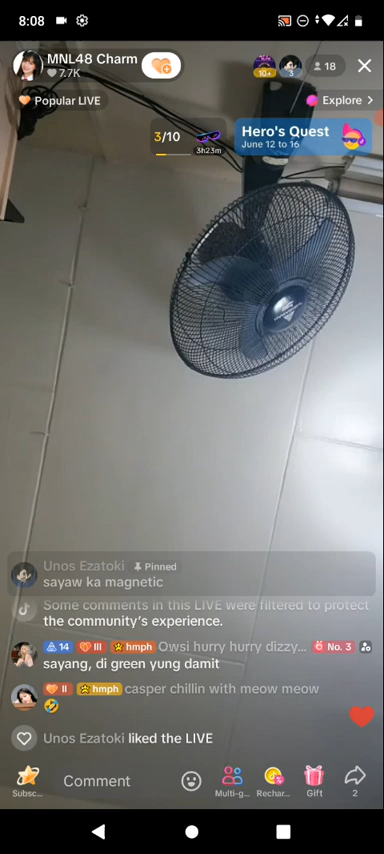 8:08
MNL48 Charm
7.7K
10+
3
18
Popular LIVE
Explore >
3/10
3h23m
Hero's Quest
June 12 to 16
Unos Ezatoki Pinned
sayaw ka magnetic
Some comments in this LIVE were filtered to protect
the community's experience.
14 III hmph Owsi hurry hurry dizzy... No. 3
sayang, di green yung damit
II hmph casper chillin with meow meow
🤣
Unos Ezatoki liked the LIVE
Subsc...
Comment
Multi-g...
Rechar...
Gift
2